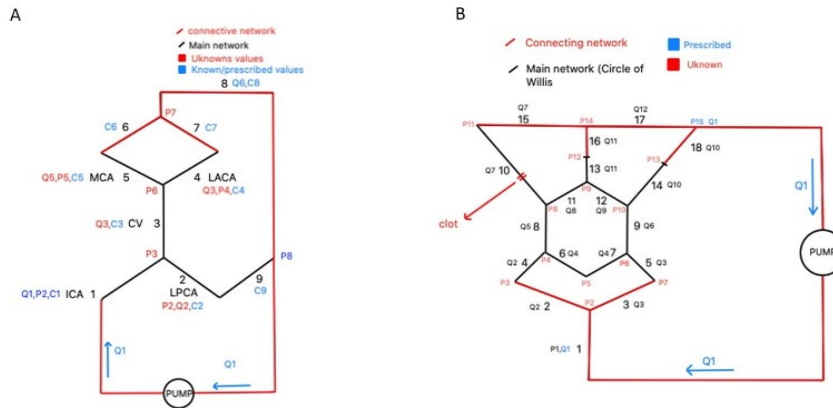 A
connective network
Main network
Uknowns values
Known/prescribed values
8 Q6,C8
P7
C6 6
7 C7
Q5,P5,C5 MCA 5
4 LACA
P6
Q3,P4,C4
Q3,C3 CV 3
P3
P8
Q1,P2,C1 ICA 1
2
LPCA
P2,Q2,C2
9
C9
Q1
Q1
PUMP
B
Connecting network
Main network (Circle of
Willis
Prescribed
Uknown
Q7
15
P14
Q12
17
P15 Q1
P11
16 Q11
P12
13 Q11
P13
18 Q10
Q7 10
P9
14 Q10
clot
P8
11
Q8
12
Q9
P10
Q5 8
9 Q6
Q2 4
P4
6 Q4
Q4 7
P6
5 Q3
P3
P5
P7
Q2 2
P2
3 Q3
P1,Q1 1
Q1
Q1
PUMP